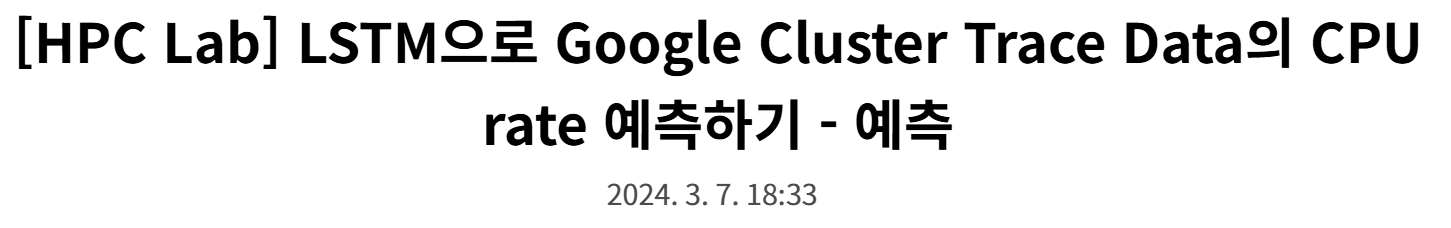 [HPC Lab] LSTM으로 Google Cluster Trace Data의 CPU
rate 예측하기 - 예측
2024. 3. 7. 18:33